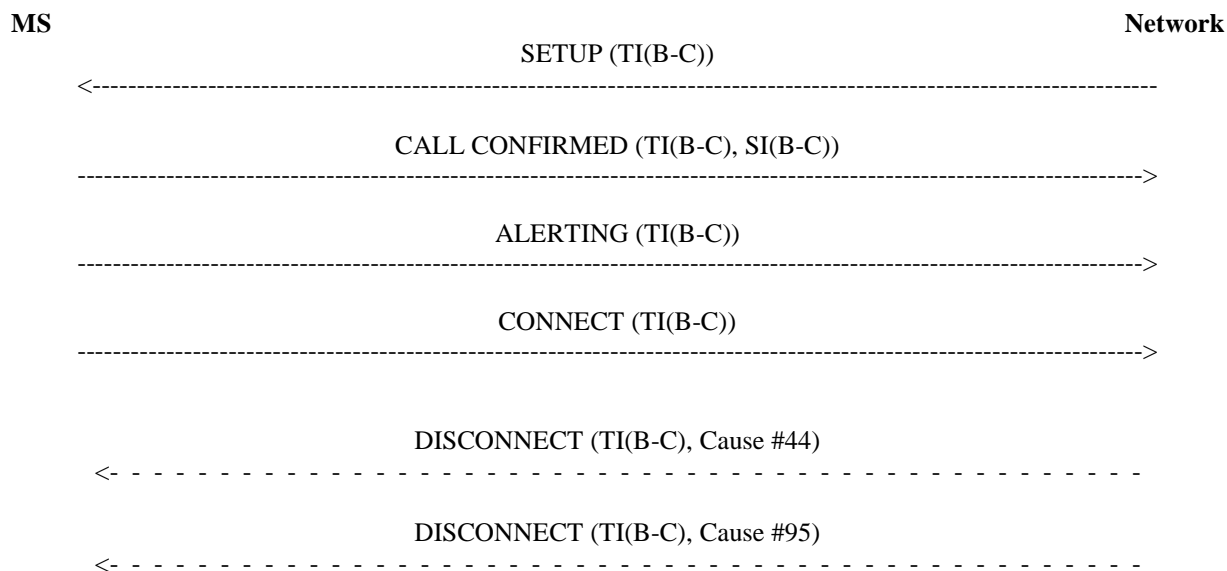 MS Network
SETUP (TI(B-C))
CALL CONFIRMED (TI(B-C), SI(B-C))
ALERTING (TI(B-C))
CONNECT (TI(B-C))
DISCONNECT (TI(B-C), Cause #44)
DISCONNECT (TI(B-C), Cause #95)